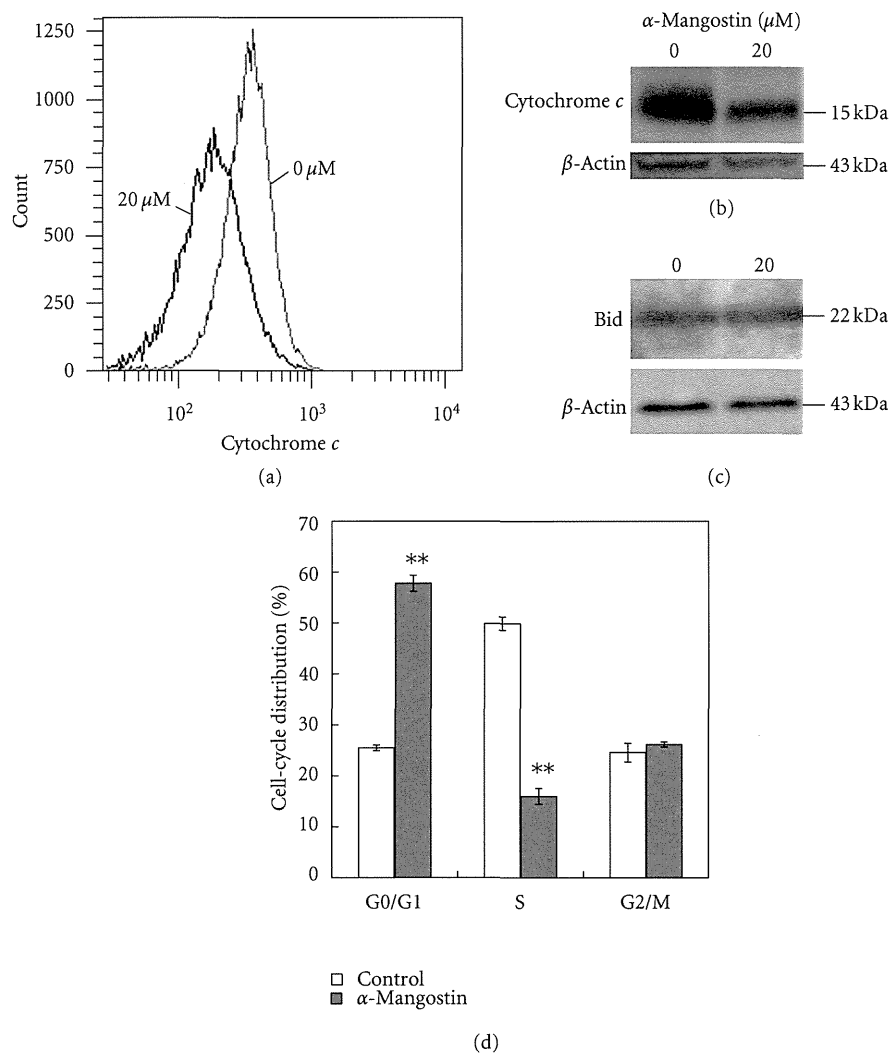 1250
1000
750
500
250
0
Count
20 μM
0 μM
10² 10³ 10⁴
Cytochrome c
(a)
α-Mangostin (μM)
0 20
Cytochrome c 15 kDa
β-Actin 43 kDa
(b)
0 20
Bid 22 kDa
β-Actin 43 kDa
(c)
70
60
50
40
30
20
10
0
Cell-cycle distribution (%)
**
**
G0/G1 S G2/M
Control
α-Mangostin
(d)